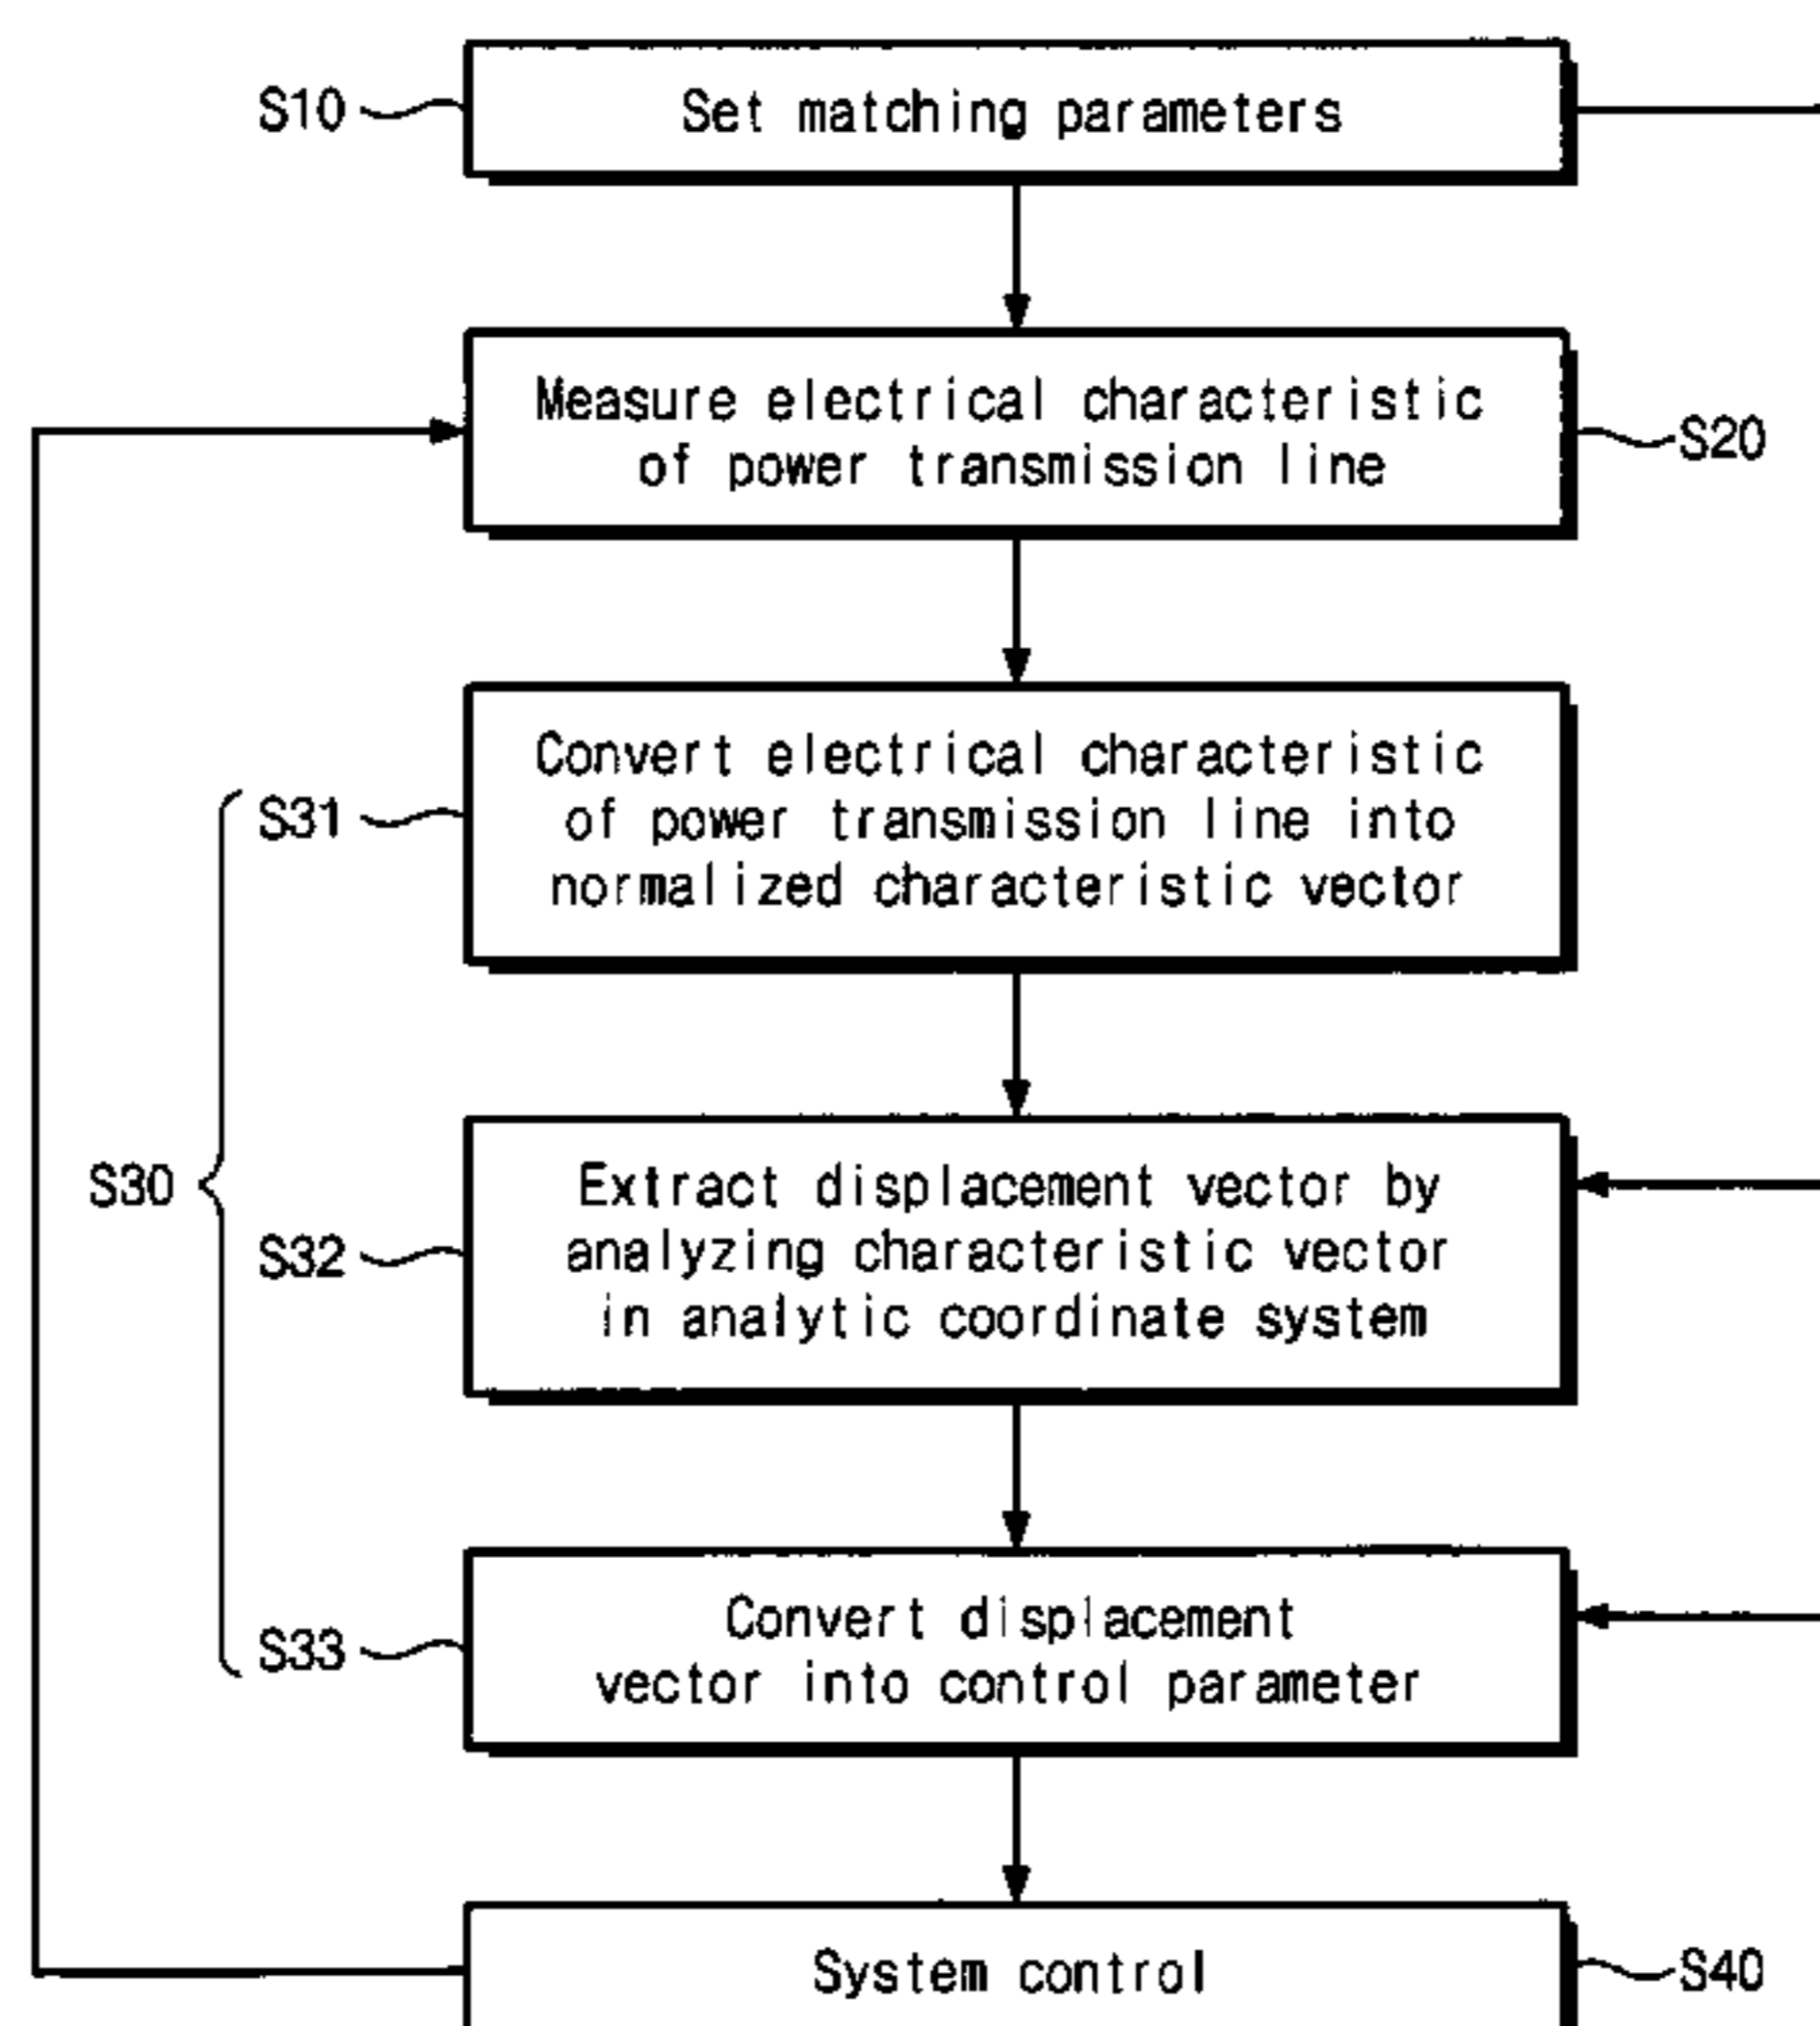 S10
Set matching parameters
Measure electrical characteristic
of power transmission line
S20
S31
Convert electrical characteristic
of power transmission line into
normalized characteristic vector
S30
S32
Extract displacement vector by
analyzing characteristic vector
in analytic coordinate system
S33
Convert displacement
vector into control parameter
System control
S40